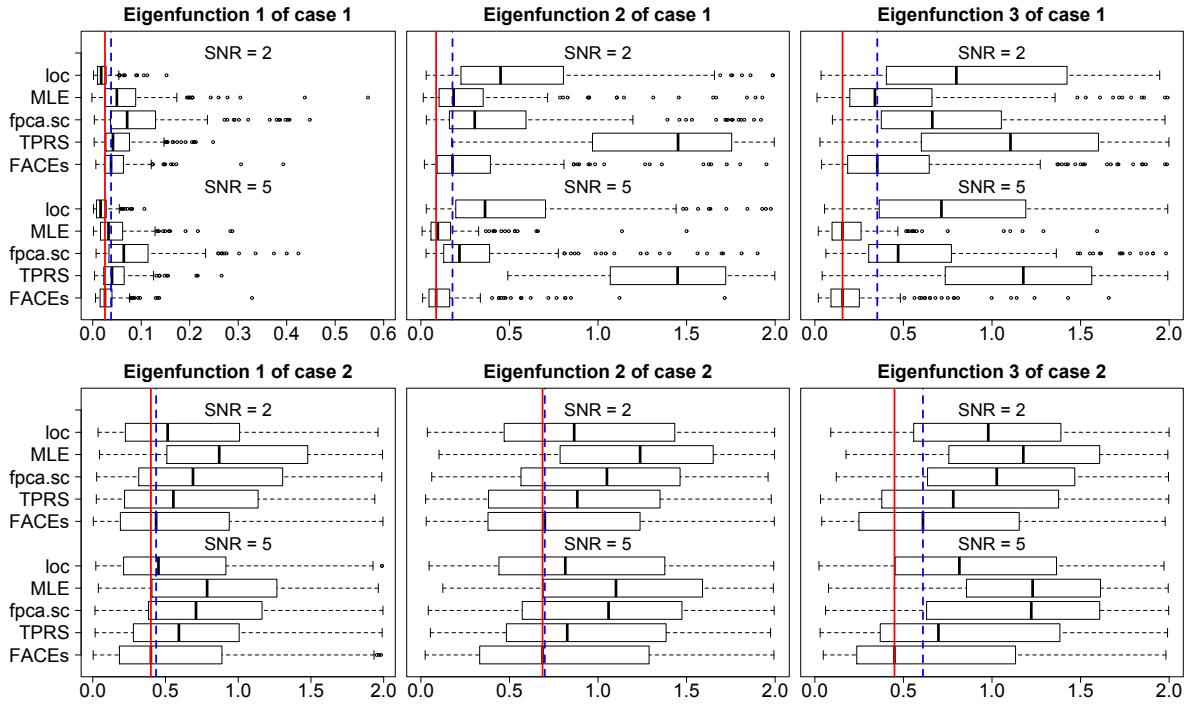 Eigenfunction 1 of case 1
SNR = 2
loc
MLE
fpca.sc
TPRS
FACEs
SNR = 5
loc
MLE
fpca.sc
TPRS
FACEs
0.0 0.1 0.2 0.3 0.4 0.5 0.6
Eigenfunction 2 of case 1
SNR = 2
SNR = 5
0.0 0.5 1.0 1.5 2.0
Eigenfunction 3 of case 1
SNR = 2
SNR = 5
0.0 0.5 1.0 1.5 2.0
Eigenfunction 1 of case 2
SNR = 2
loc
MLE
fpca.sc
TPRS
FACEs
SNR = 5
loc
MLE
fpca.sc
TPRS
FACEs
0.0 0.5 1.0 1.5 2.0
Eigenfunction 2 of case 2
SNR = 2
SNR = 5
0.0 0.5 1.0 1.5 2.0
Eigenfunction 3 of case 2
SNR = 2
SNR = 5
0.0 0.5 1.0 1.5 2.0